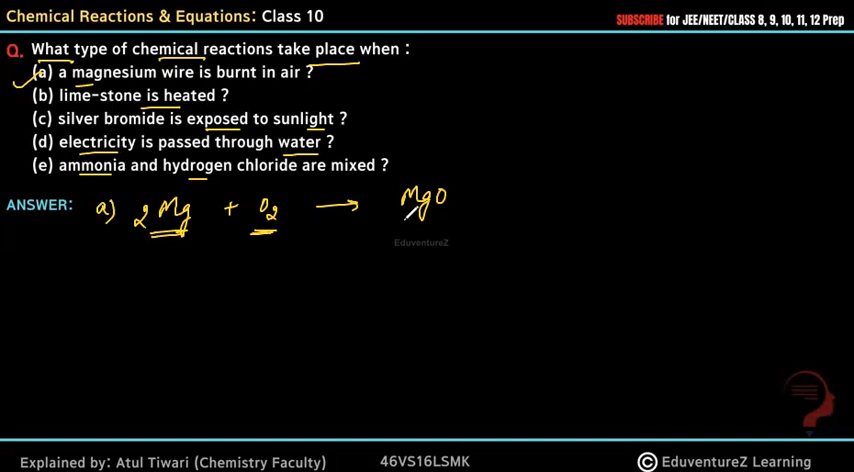 Chemical Reactions & Equations: Class 10
SUBSCRIBE for JEE/NEET/CLASS 8, 9, 10, 11, 12 Prep
Q. What type of chemical reactions take place when :
(a) a magnesium wire is burnt in air ?
(b) lime-stone is heated ?
(c) silver bromide is exposed to sunlight ?
(d) electricity is passed through water ?
(e) ammonia and hydrogen chloride are mixed ?
ANSWER: a) 2 Mg + O2 → MgO
EduventureZ
Explained by: Atul Tiwari (Chemistry Faculty) 46VS16LSMK © EduventureZ Learning